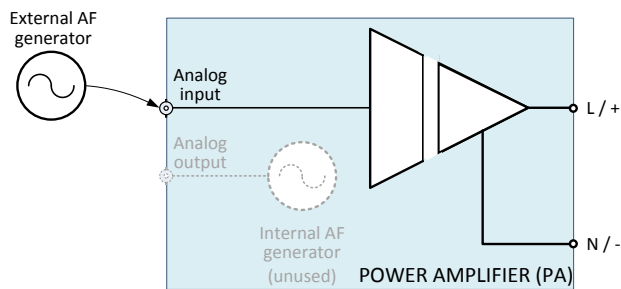 External AF
generator
Analog
input
L / +
Analog
output
Internal AF
generator
(unused)
N / -
POWER AMPLIFIER (PA)